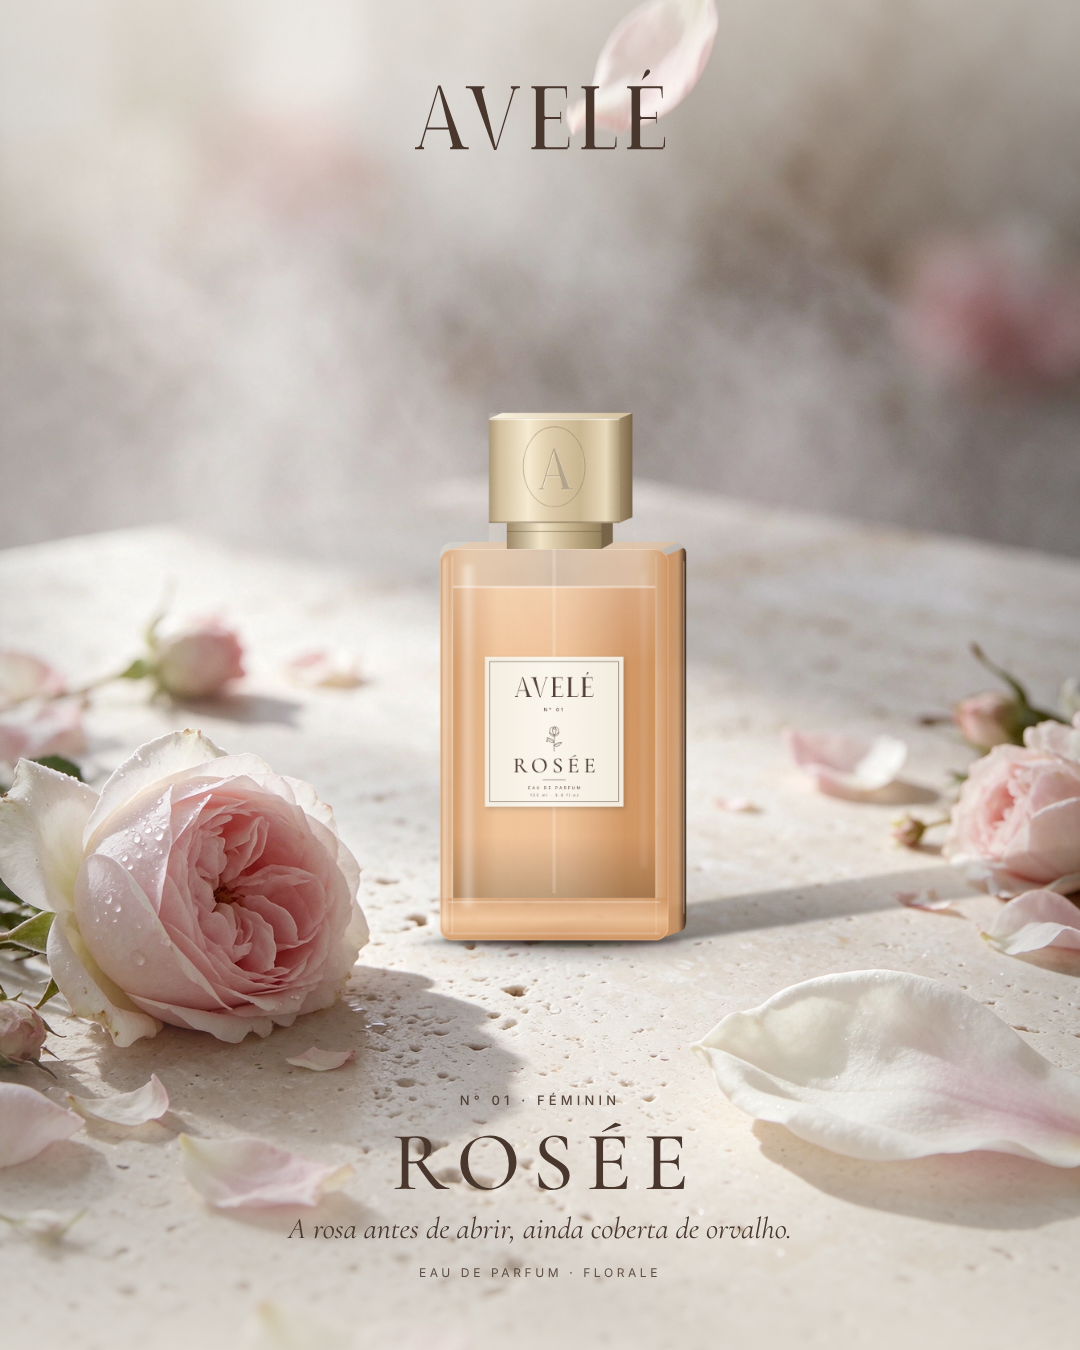 AVELÉ
A
AVELÉ
Nº 01
ROSÉE
EAU DE PARFUM
Nº 01 · FÉMININ
ROSÉE
A rosa antes de abrir, ainda coberta de orvalho.
EAU DE PARFUM · FLORALE